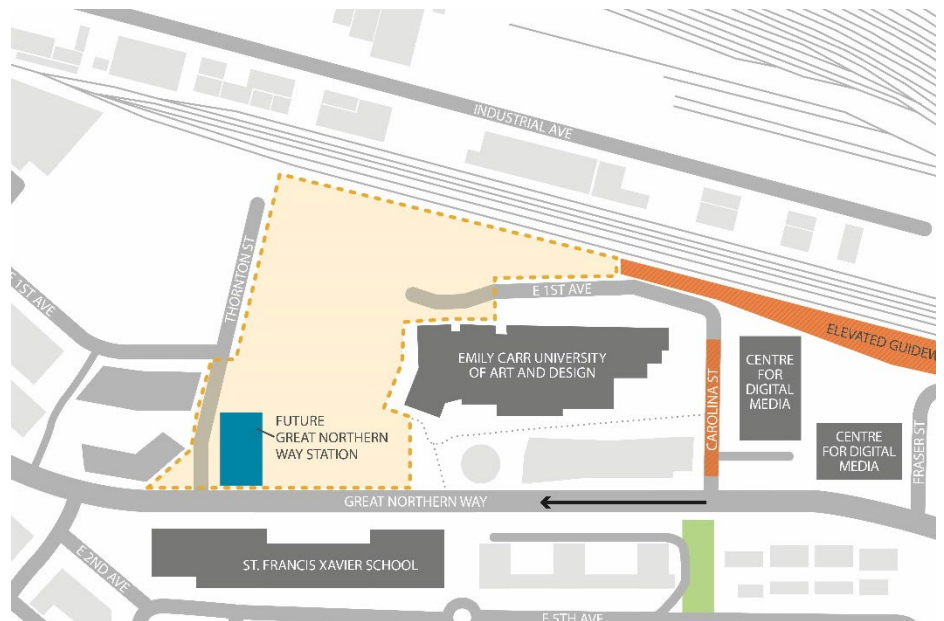 INDUSTRIAL AVE
THORNTON ST
E 1ST AVE
E 1ST AVE
ELEVATED GUIDEW
EMILY CARR UNIVERSITY
OF ART AND DESIGN
CENTRE
FOR
DIGITAL
MEDIA
CAROLINA ST
FUTURE
GREAT NORTHERN
WAY STATION
CENTRE
FOR DIGITAL
MEDIA
FRASER ST
GREAT NORTHERN WAY
E 2ND AVE
ST. FRANCIS XAVIER SCHOOL
E 5TH AVE